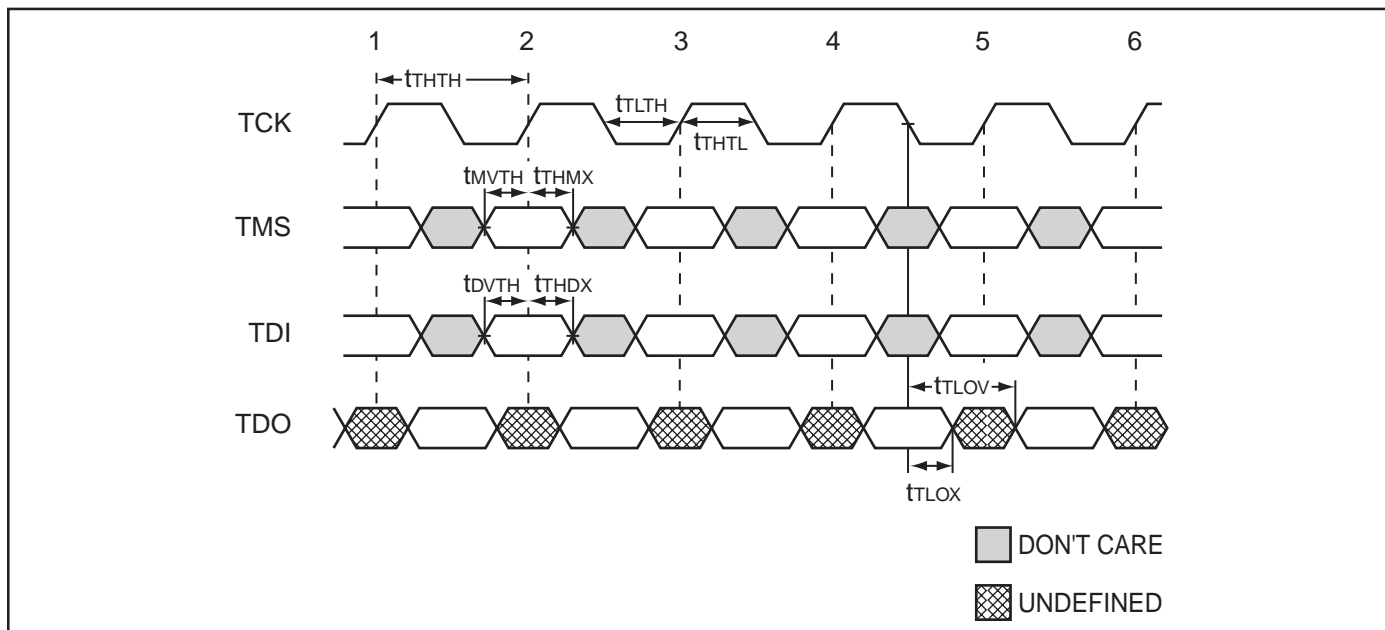 1 2 3 4 5 6
tTHTH
TCK
tTLTH
tTHTL
tMVTH tTHMX
TMS
tDVTH tTHDX
TDI
tTLOV
TDO
tTLOX
DON'T CARE
UNDEFINED